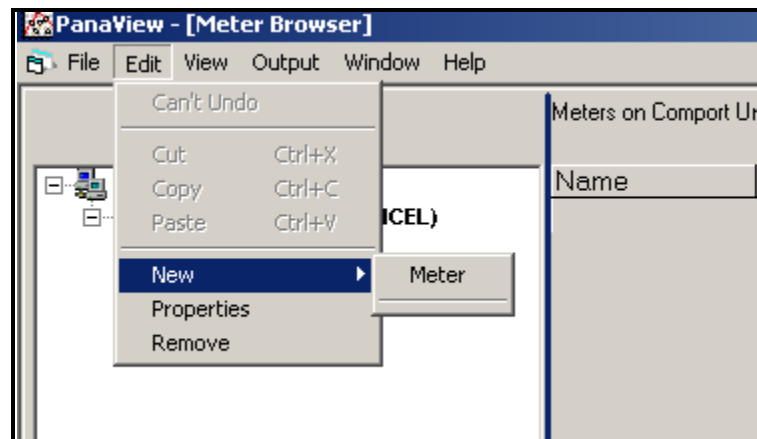 PanaView - [Meter Browser]
File Edit View Output Window Help
Can't Undo
Meters on Comport
Cut Ctrl+X
Copy Ctrl+C
Paste Ctrl+V
Name
ICEL)
New
Meter
Properties
Remove